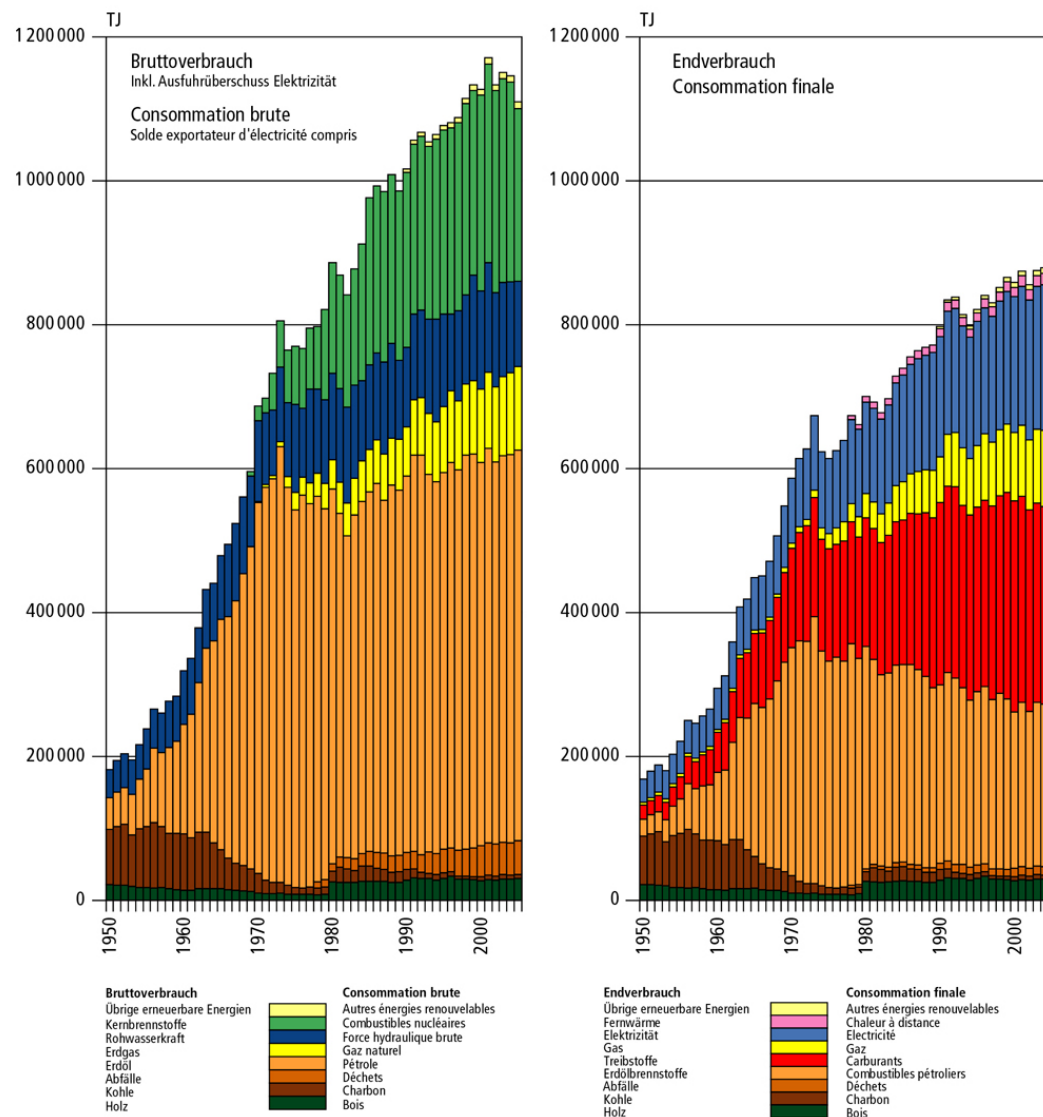 TJ
1 200 000
1 000 000
800 000
600 000
400 000
200 000
0
Bruttoverbrauch
Inkl. Ausfuhrüberschuss Elektrizität
Consommation brute
Solde exportateur d'électricité compris
1950
1960
1970
1980
1990
2000
TJ
1 200 000
1 000 000
800 000
600 000
400 000
200 000
0
Endverbrauch
Consommation finale
1950
1960
1970
1980
1990
2000
Bruttoverbrauch Consommation brute
Übrige erneuerbare Energien Autres énergies renouvelables
Kernbrennstoffe Combustibles nucléaires
Rohwasserkraft Force hydraulique brute
Erdgas Gaz naturel
Erdöl Pétrole
Abfälle Déchets
Kohle Charbon
Holz Bois
Endverbrauch Consommation finale
Übrige erneuerbare Energien Autres énergies renouvelables
Fernwärme Chaleur à distance
Elektrizität Electricité
Gas Gaz
Treibstoffe Carburants
Erdölbrennstoffe Combustibles pétroliers
Abfälle Déchets
Kohle Charbon
Holz Bois